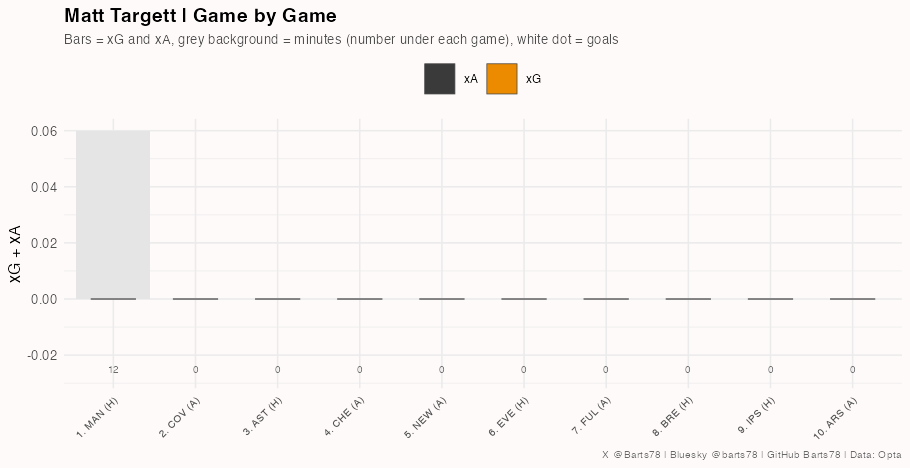 Matt Targett | Game by Game
Bars = xG and xA, grey background = minutes (number under each game), white dot = goals
xA
xG
xG + xA
0.06
0.04
0.02
0.00
-0.02
12 0 0 0 0 0 0 0 0 0
1. MAN (H)
2. COV (A)
3. AST (H)
4. CHE (A)
5. NEW (A)
6. EVE (H)
7. FUL (A)
8. BRE (H)
9. IPS (H)
10. ARS (A)
X @Barts78 | Bluesky @barts78 | GitHub Barts78 | Data: Opta